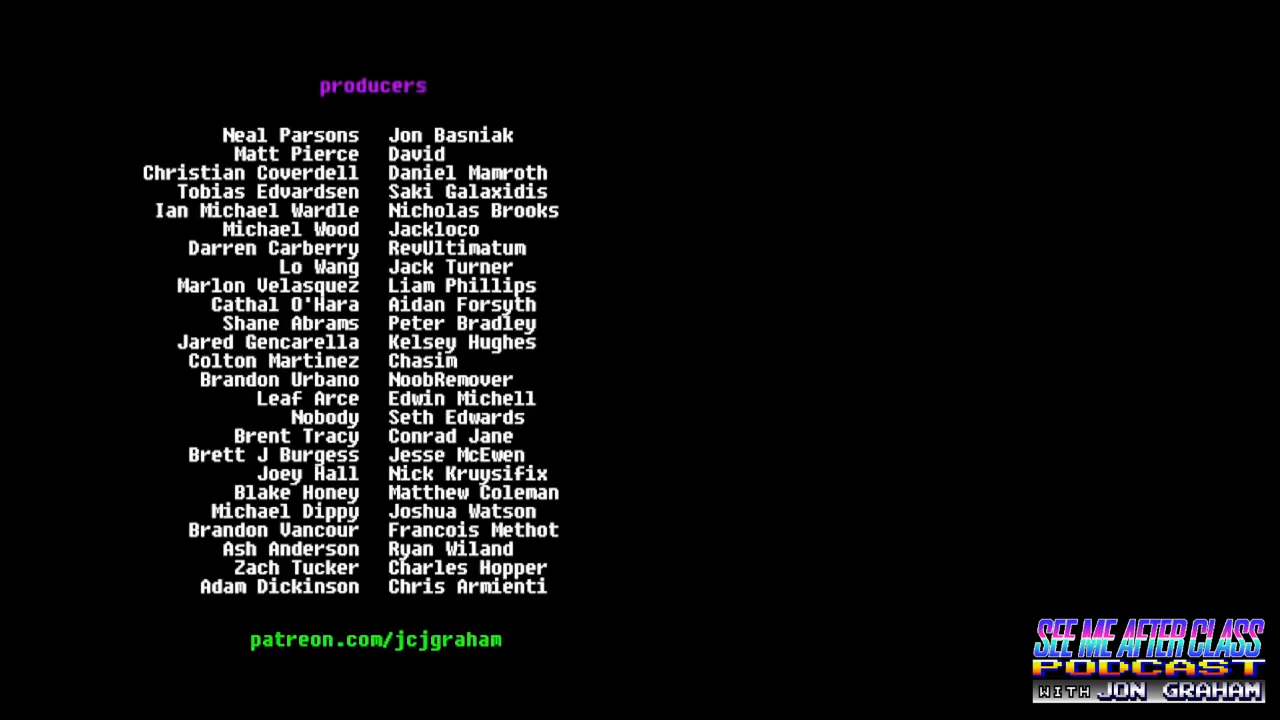 producers
Neal Parsons Jon Basniak
Matt Pierce David
Christian Coverdell Daniel Mamroth
Tobias Edvardsen Saki Galaxidis
Ian Michael Wardle Nicholas Brooks
Michael Wood Jackloco
Darren Carberry RevUltimatum
Lo Wang Jack Turner
Marlon Velasquez Liam Phillips
Cathal O'Hara Aidan Forsyth
Shane Abrams Peter Bradley
Jared Gencarella Kelsey Hughes
Colton Martinez Chasim
Brandon Urbano NoobRemover
Leaf Arce Edwin Michell
Nobody Seth Edwards
Brent Tracy Conrad Jane
Brett J Burgess Jesse McEwen
Joey Hall Nick Kruysifix
Blake Honey Matthew Coleman
Michael Dippy Joshua Watson
Brandon Vancour Francois Methot
Ash Anderson Ryan Wiland
Zach Tucker Charles Hopper
Adam Dickinson Chris Armienti
patreon.com/jcjgraham
SEE ME AFTER CLASS
PODCAST
WITH JON GRAHAM